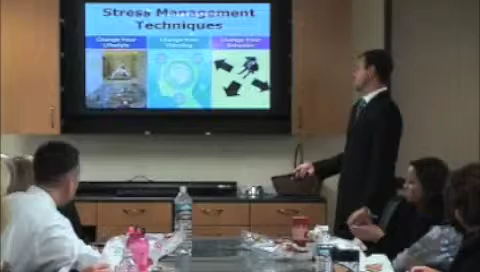 Stress Management
Techniques
Change Your
Lifestyle
Change Your
Thinking
Change Your
Behavior